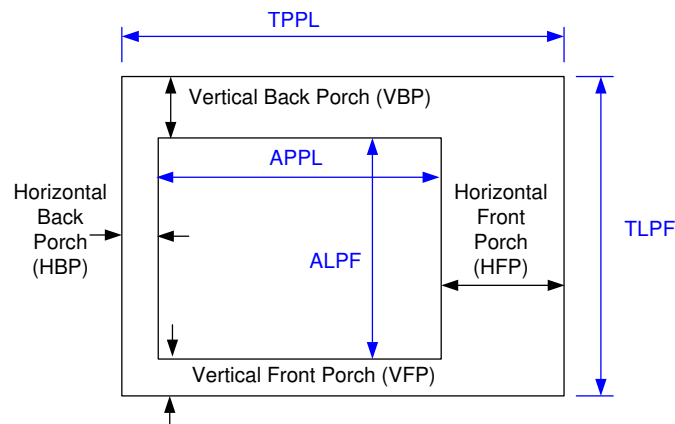 TPPL
Vertical Back Porch (VBP)
APPL
Horizontal
Back
Porch
(HBP)
Horizontal
Front
Porch
(HFP)
TLPF
ALPF
Vertical Front Porch (VFP)